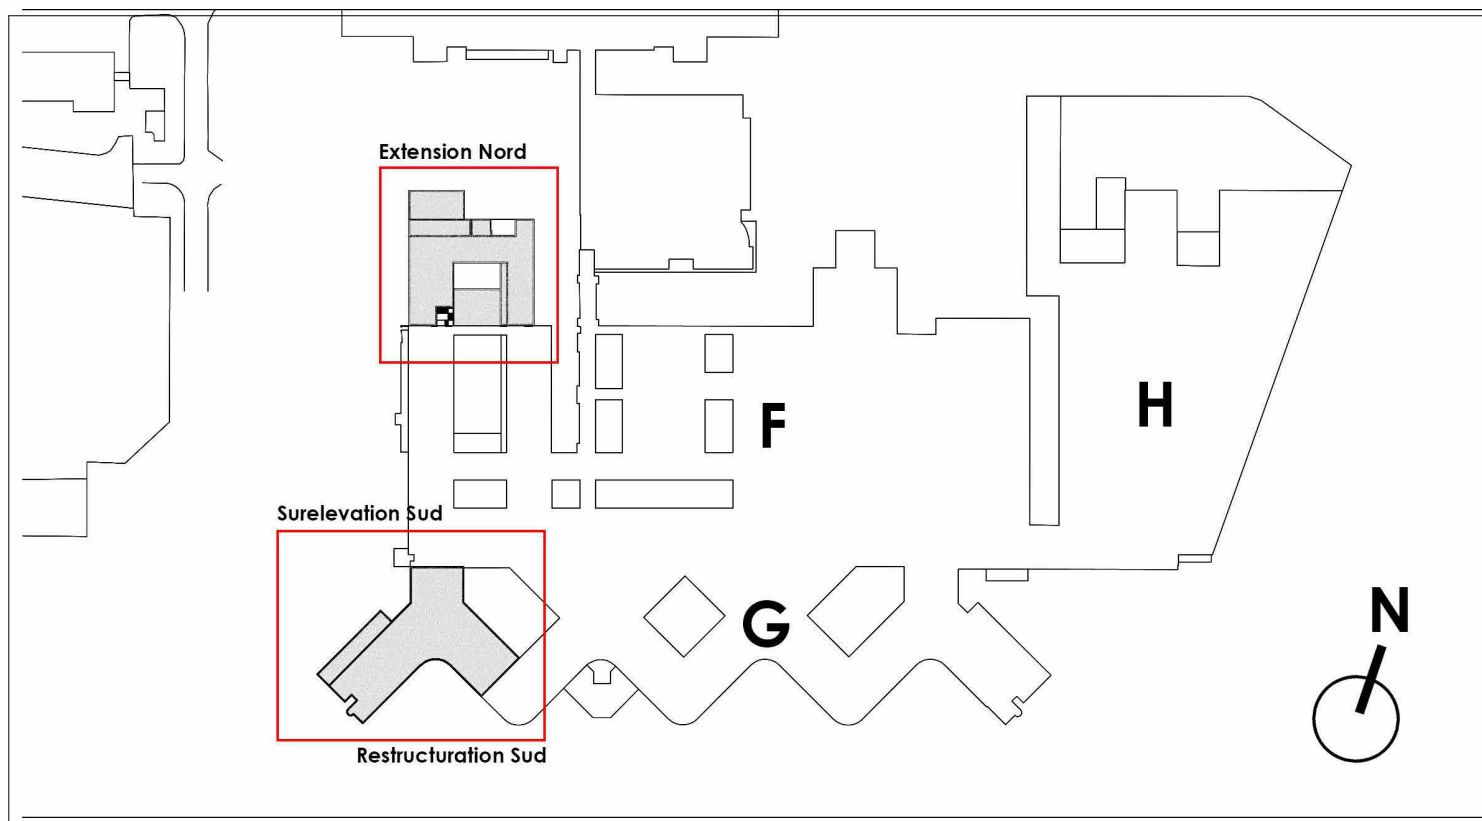 Extension Nord
F
H
Surelevation Sud
G
N
Restructuration Sud